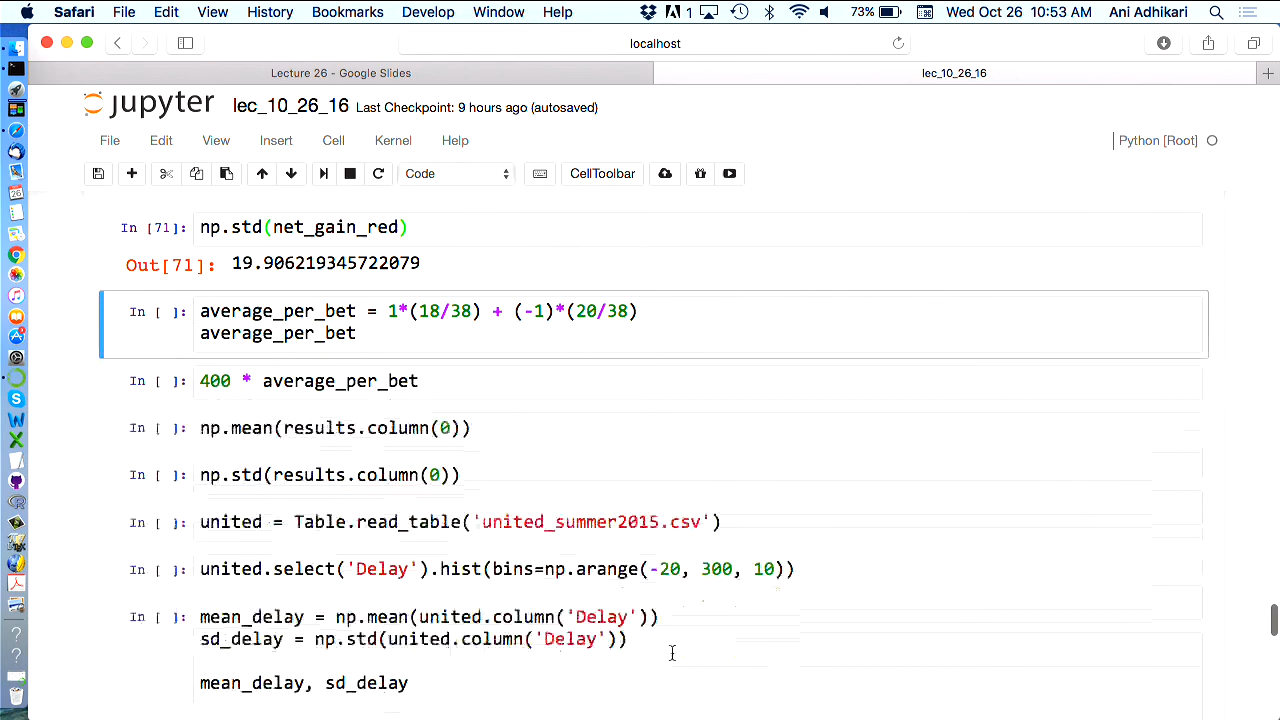 Safari File Edit View History Bookmarks Develop Window Help 1 73% Wed Oct 26 10:53 AM Ani Adhikari
localhost
Lecture 26 - Google Slides lec_10_26_16
jupyter lec_10_26_16 Last Checkpoint: 9 hours ago (autosaved)
File Edit View Insert Cell Kernel Help Python [Root]
Code CellToolbar
In [71]: np.std(net_gain_red)
Out[71]: 19.906219345722079
In [ ]: average_per_bet = 1*(18/38) + (-1)*(20/38)
average_per_bet
In [ ]: 400 * average_per_bet
In [ ]: np.mean(results.column(0))
In [ ]: np.std(results.column(0))
In [ ]: united = Table.read_table('united_summer2015.csv')
In [ ]: united.select('Delay').hist(bins=np.arange(-20, 300, 10))
In [ ]: mean_delay = np.mean(united.column('Delay'))
sd_delay = np.std(united.column('Delay'))
mean_delay, sd_delay